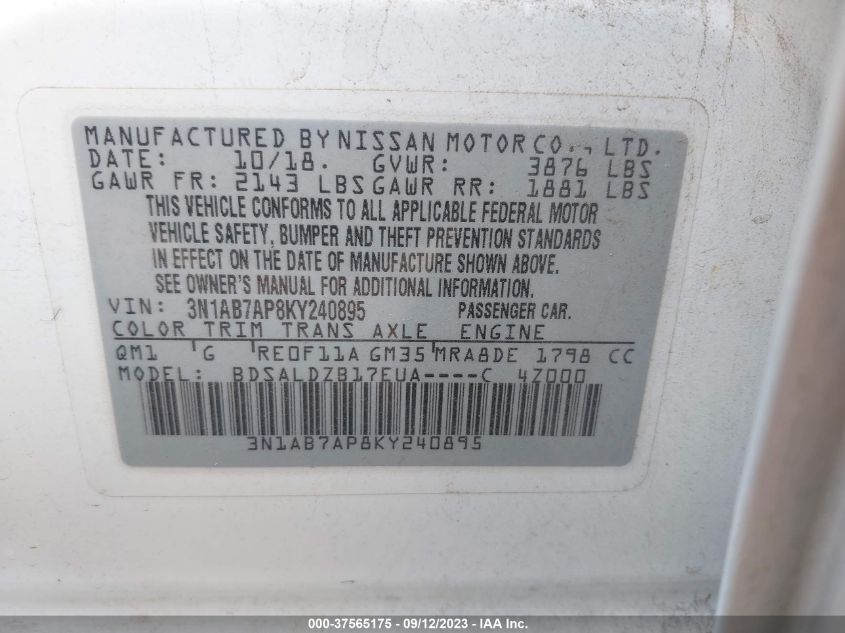 MANUFACTURED BY NISSAN MOTOR CO., LTD.
DATE: 10/18. GVWR: 3876 LBS
GAWR FR: 2143 LBS GAWR RR: 1881 LBS
THIS VEHICLE CONFORMS TO ALL APPLICABLE FEDERAL MOTOR
VEHICLE SAFETY, BUMPER AND THEFT PREVENTION STANDARDS
IN EFFECT ON THE DATE OF MANUFACTURE SHOWN ABOVE.
SEE OWNER'S MANUAL FOR ADDITIONAL INFORMATION.
VIN: 3N1AB7AP8KY240895 PASSENGER CAR.
COLOR TRIM TRANS AXLE ENGINE
QM1 'G RE0F11A GM35 'MRA8DE 1798 CC
MODEL: BDSALDZB17EUA----C 4Z000
3N1AB7AP8KY240895
000-37565175 - 09/12/2023 - IAA, Inc.